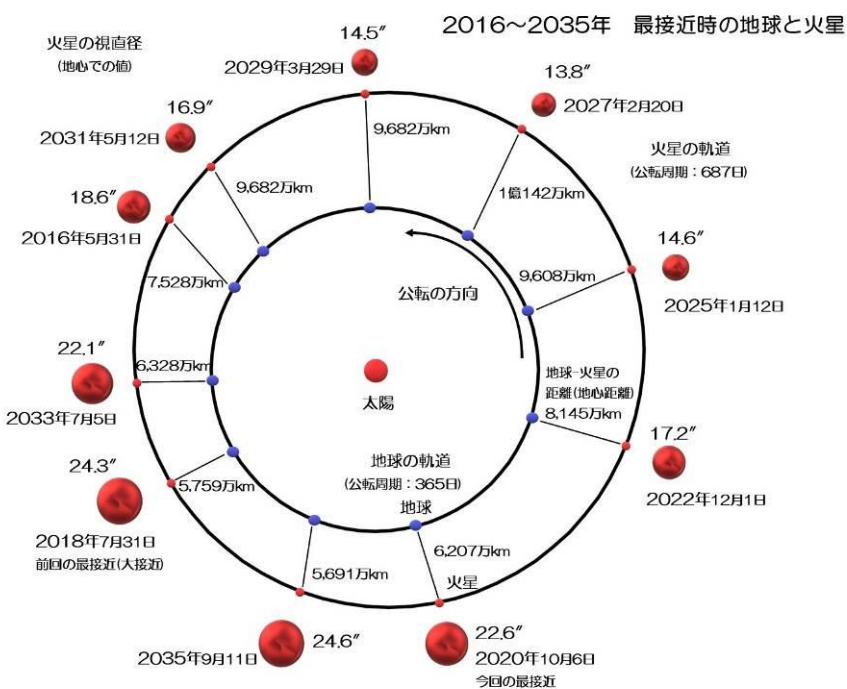 2016～2035年　最接近時の地球と火星
火星の視直径
(地心での値)
14.5″
2029年3月29日
13.8″
2027年2月20日
16.9″
2031年5月12日
9,682万km
火星の軌道
(公転周期：687日)
18.6″
2016年5月31日
9,682万km
1億142万km
14.6″
2025年1月12日
7,528万km
9,608万km
公転の方向
22.1″
2033年7月5日
6,328万km
太陽
地球-火星の
距離(地心距離)
8,145万km
17.2″
2022年12月1日
24.3″
2018年7月31日
前回の最接近(大接近)
5,759万km
地球の軌道
(公転周期：365日)
地球
5,691万km
6,207万km
火星
2035年9月11日
24.6″
22.6″
2020年10月6日
今回の最接近